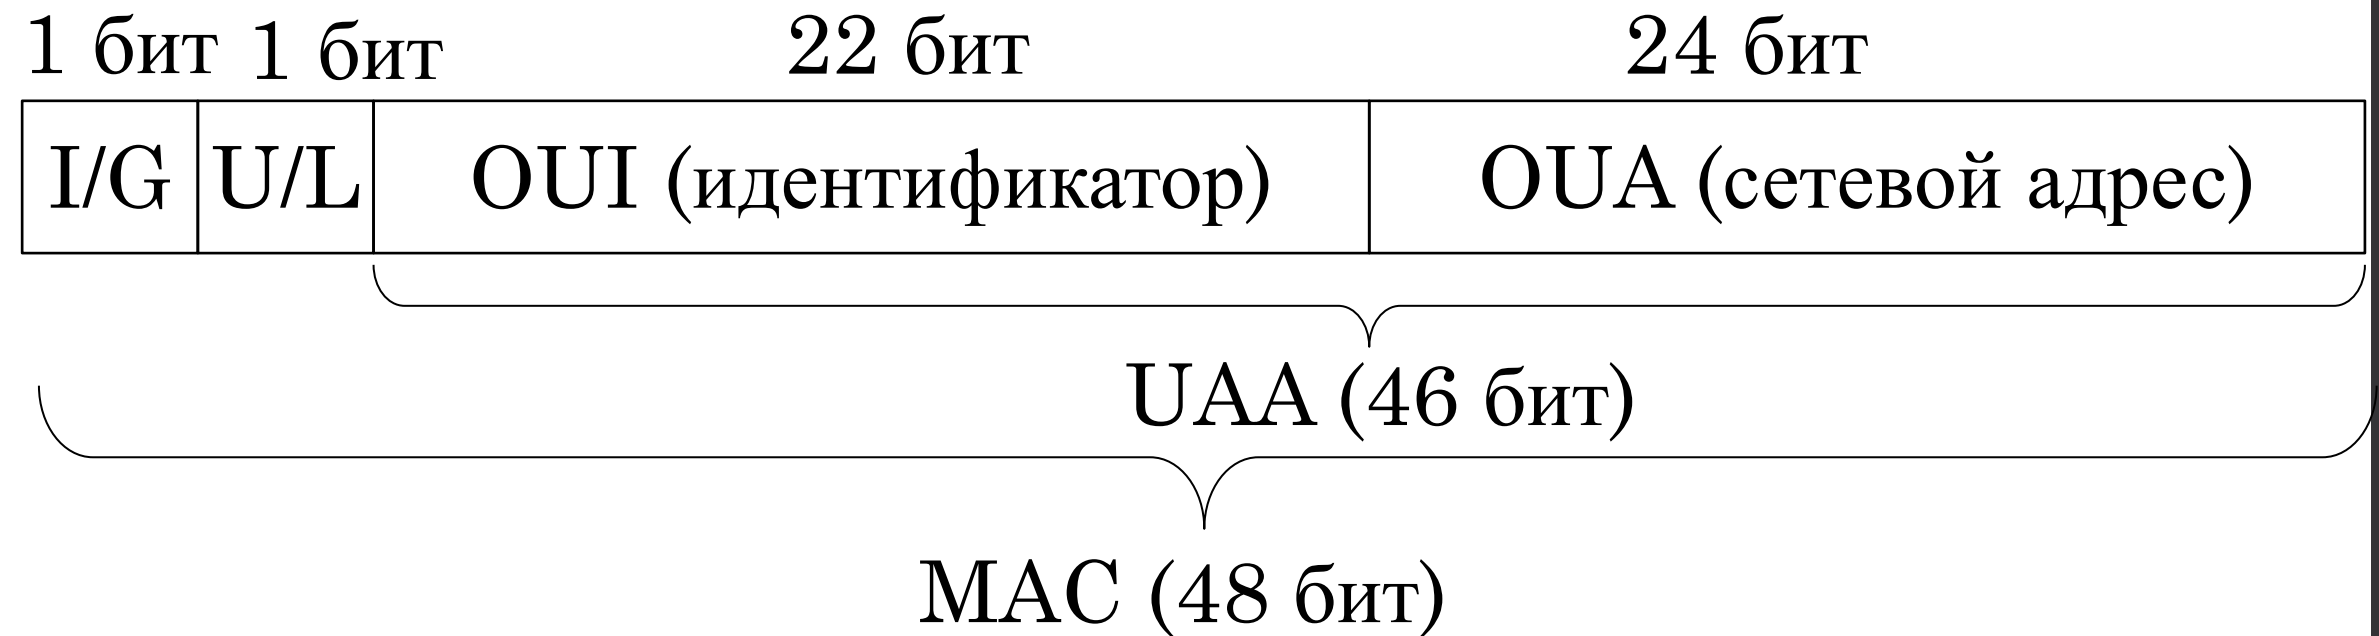 1 бит 1 бит 22 бит 24 бит
I/G U/L OUI (идентификатор) OUA (сетевой адрес)
UAA (46 бит)
MAC (48 бит)